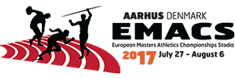 AARHUS DENMARK
EMACS
European Masters Athletics Championships Stadia
2017 July 27 - August 6